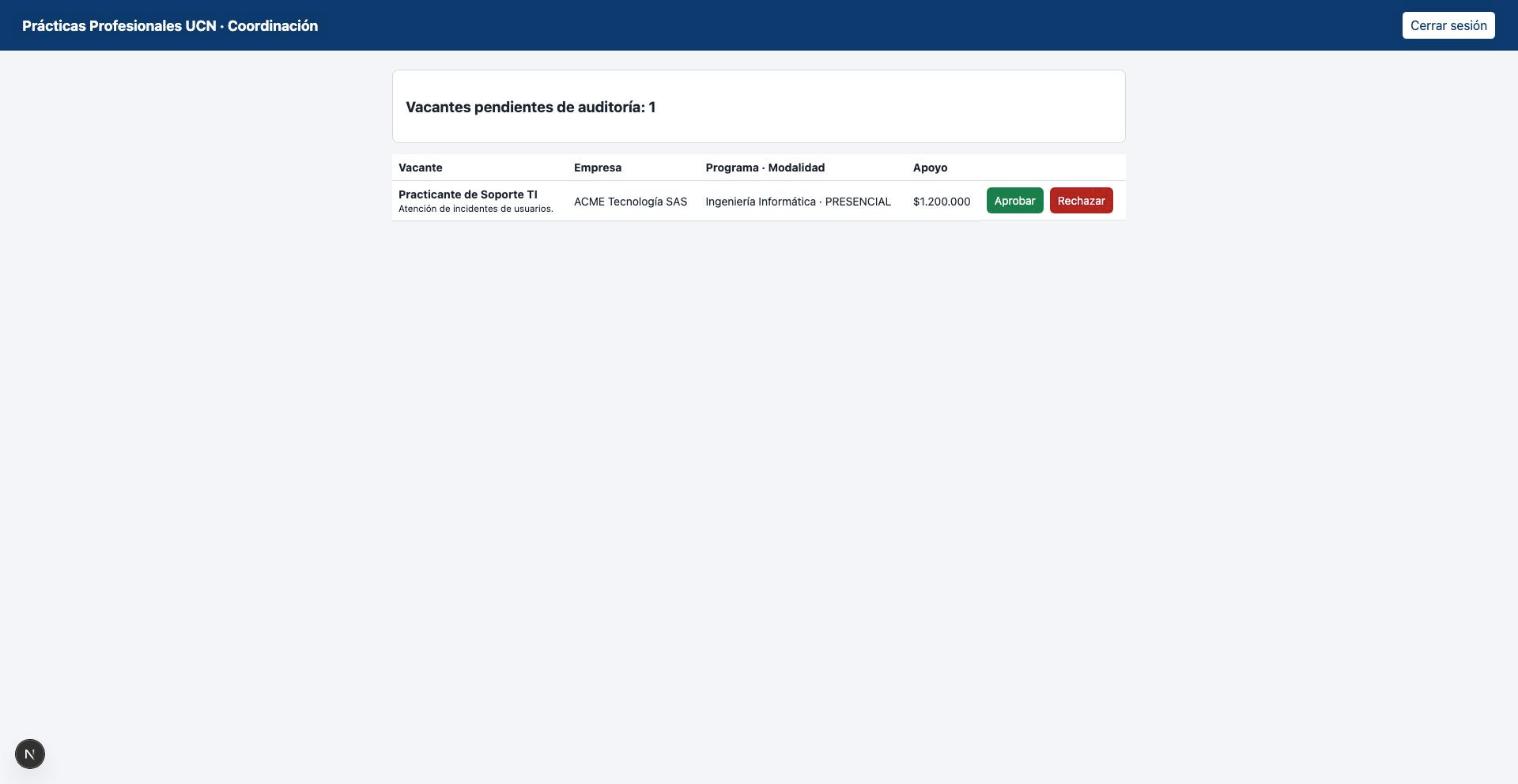 Prácticas Profesionales UCN · Coordinación
Cerrar sesión
Vacantes pendientes de auditoría: 1
Vacante Empresa Programa · Modalidad Apoyo
Practicante de Soporte TI
Atención de incidentes de usuarios.
ACME Tecnología SAS Ingeniería Informática · PRESENCIAL $1.200.000 Aprobar Rechazar
N